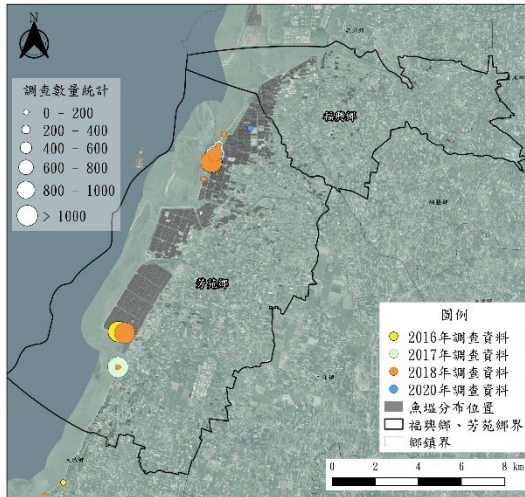 N
調查數量統計
0 - 200
200 - 400
400 - 600
600 - 800
800 - 1000
> 1000
福興鄉
芳苑鄉
圖例
2016年調查資料
2017年調查資料
2018年調查資料
2020年調查資料
魚塭分布位置
福興鄉、芳苑鄉界
鄉鎮界
0 2 4 6 8 km